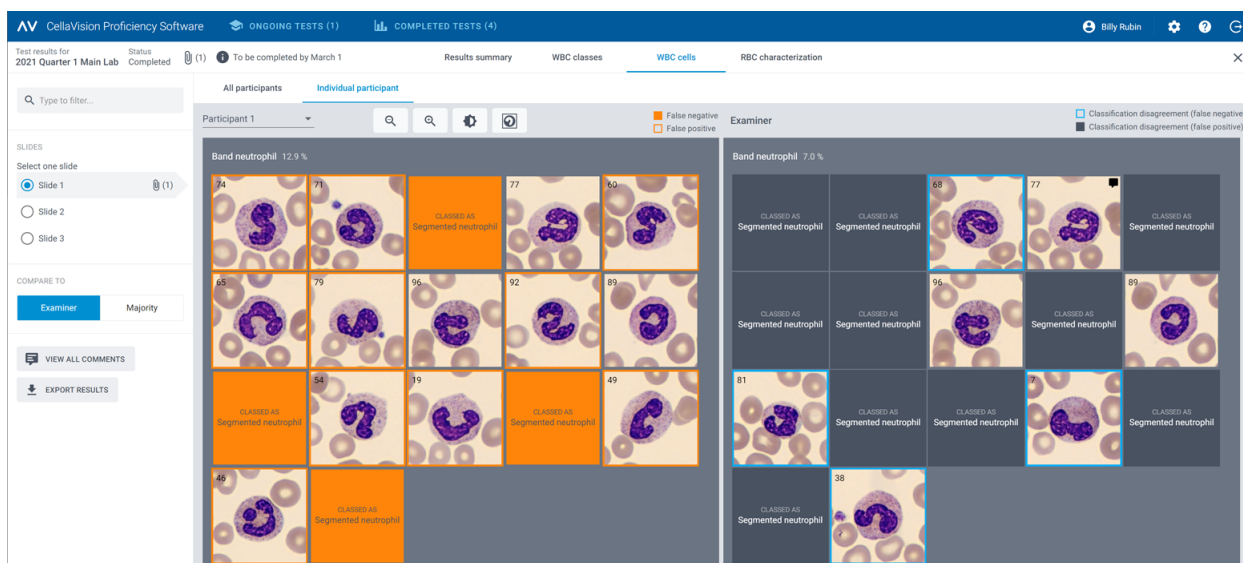 CellaVision Proficiency Software
ONGOING TESTS (1)
COMPLETED TESTS (4)
Billy Rubin
Test results for
2021 Quarter 1 Main Lab
Status
Completed
(1)
To be completed by March 1
Results summary
WBC classes
WBC cells
RBC characterization
Type to filter...
SLIDES
Select one slide
Slide 1
(1)
Slide 2
Slide 3
COMPARE TO
Examiner
Majority
VIEW ALL COMMENTS
EXPORT RESULTS
All participants
Individual participant
Participant 1
False negative
False positive
Band neutrophil 12.9 %
74
71
CLASSED AS
Segmented neutrophil
77
60
65
79
96
92
89
CLASSED AS
Segmented neutrophil
54
19
CLASSED AS
Segmented neutrophil
49
46
CLASSED AS
Segmented neutrophil
Examiner
Classification disagreement (false negative
Classification disagreement (false positive)
Band neutrophil 7.0 %
CLASSED AS
Segmented neutrophil
CLASSED AS
Segmented neutrophil
68
77
CLASSED AS
Segmented neutrophil
CLASSED AS
Segmented neutrophil
CLASSED AS
Segmented neutrophil
96
CLASSED AS
Segmented neutrophil
89
81
CLASSED AS
Segmented neutrophil
CLASSED AS
Segmented neutrophil
7
CLASSED AS
Segmented neutrophil
CLASSED AS
Segmented neutrophil
38